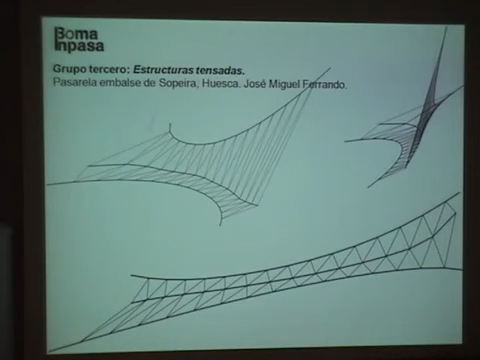 Boma
Inpasa
Grupo tercero: Estructuras tensadas.
Pasarela embalse de Sopeira, Huesca. José Miguel Ferrando.